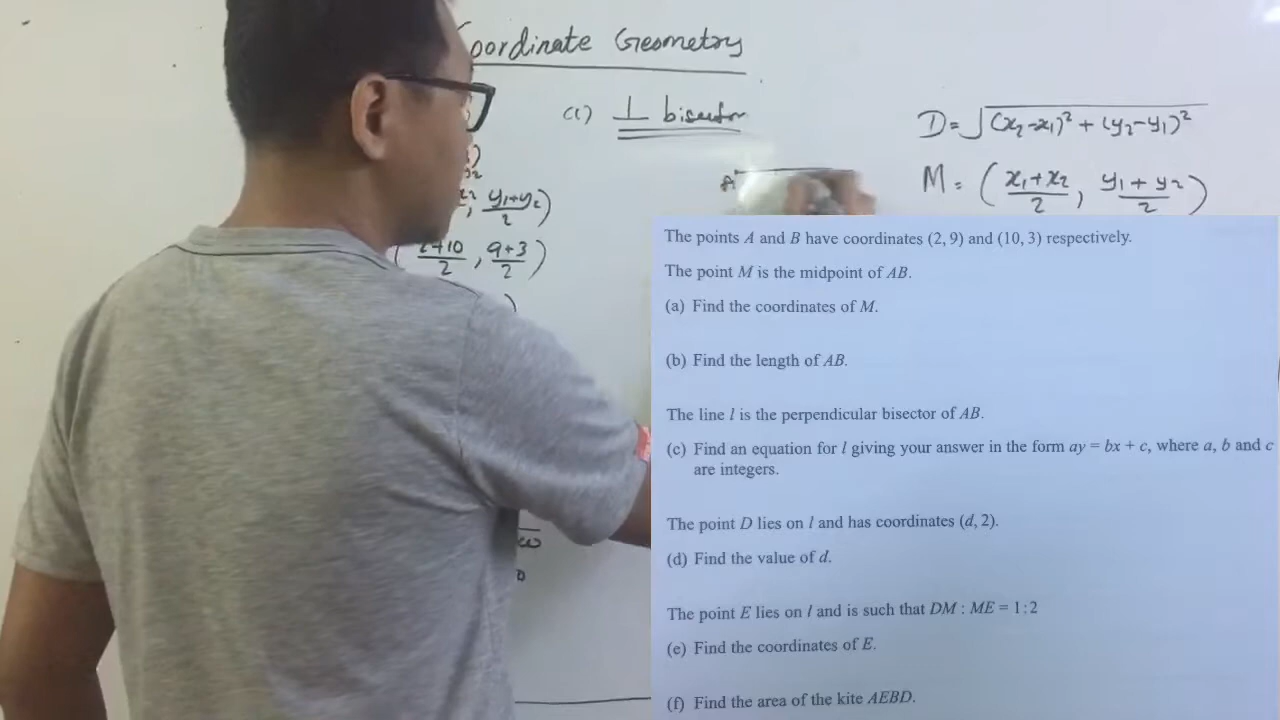 oordinate Geometry
(c) ⊥ bisector
D = √(x₂-x₁)² + (y₂-y₁)²
M = (x₁+x₂/2, y₁+y₂/2)
A
, y₁+y₂/2)
(2+10/2, 9+3/2)
The points A and B have coordinates (2, 9) and (10, 3) respectively.
The point M is the midpoint of AB.
(a) Find the coordinates of M.
(b) Find the length of AB.
The line l is the perpendicular bisector of AB.
(c) Find an equation for l giving your answer in the form ay = bx + c, where a, b and c
are integers.
The point D lies on l and has coordinates (d, 2).
(d) Find the value of d.
The point E lies on l and is such that DM : ME = 1 : 2
(e) Find the coordinates of E.
(f) Find the area of the kite AEBD.